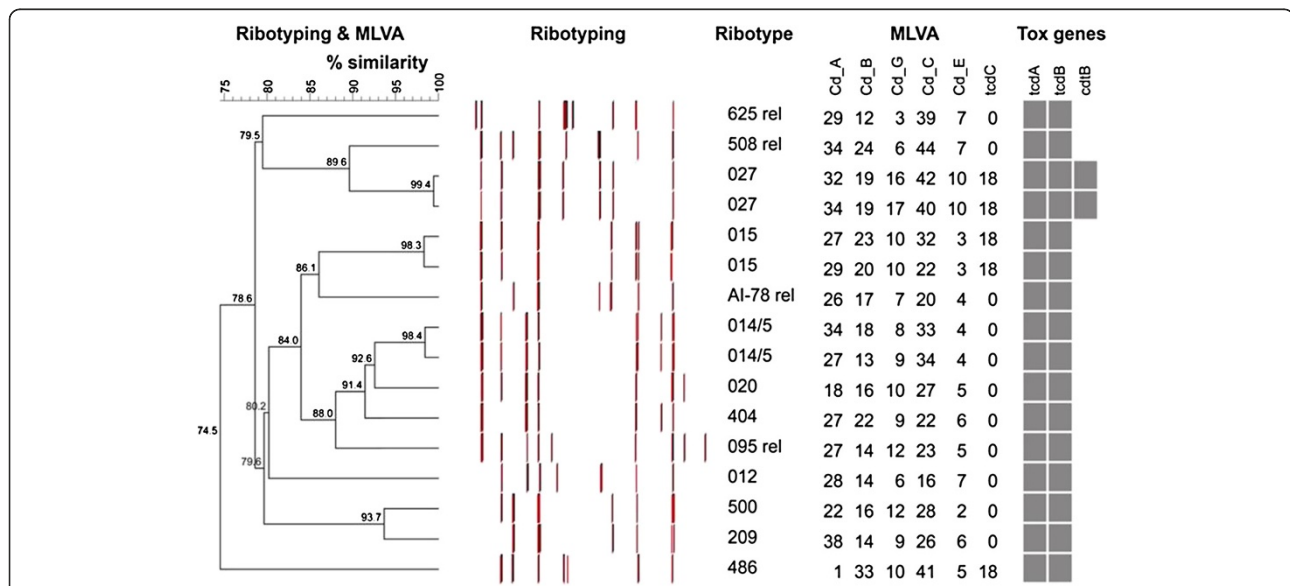 Ribotyping & MLVA Ribotyping Ribotype MLVA Tox genes
% similarity
75 80 85 90 95 100
Cd_A Cd_B Cd_G Cd_C Cd_E tcdC tcdA tcdB cdtB
625 rel 29 12 3 39 7 0
79.5
508 rel 34 24 6 44 7 0
89.6
027 32 19 16 42 10 18
99.4
027 34 19 17 40 10 18
015 27 23 10 32 3 18
98.3
015 29 20 10 22 3 18
86.1
AI-78 rel 26 17 7 20 4 0
78.6
014/5 34 18 8 33 4 0
98.4
84.0
014/5 27 13 9 34 4 0
92.6
020 18 16 10 27 5 0
91.4
404 27 22 9 22 6 0
88.0
80.2
74.5
095 rel 27 14 12 23 5 0
79.6
012 28 14 6 16 7 0
500 22 16 12 28 2 0
93.7
209 38 14 9 26 6 0
486 1 33 10 41 5 18